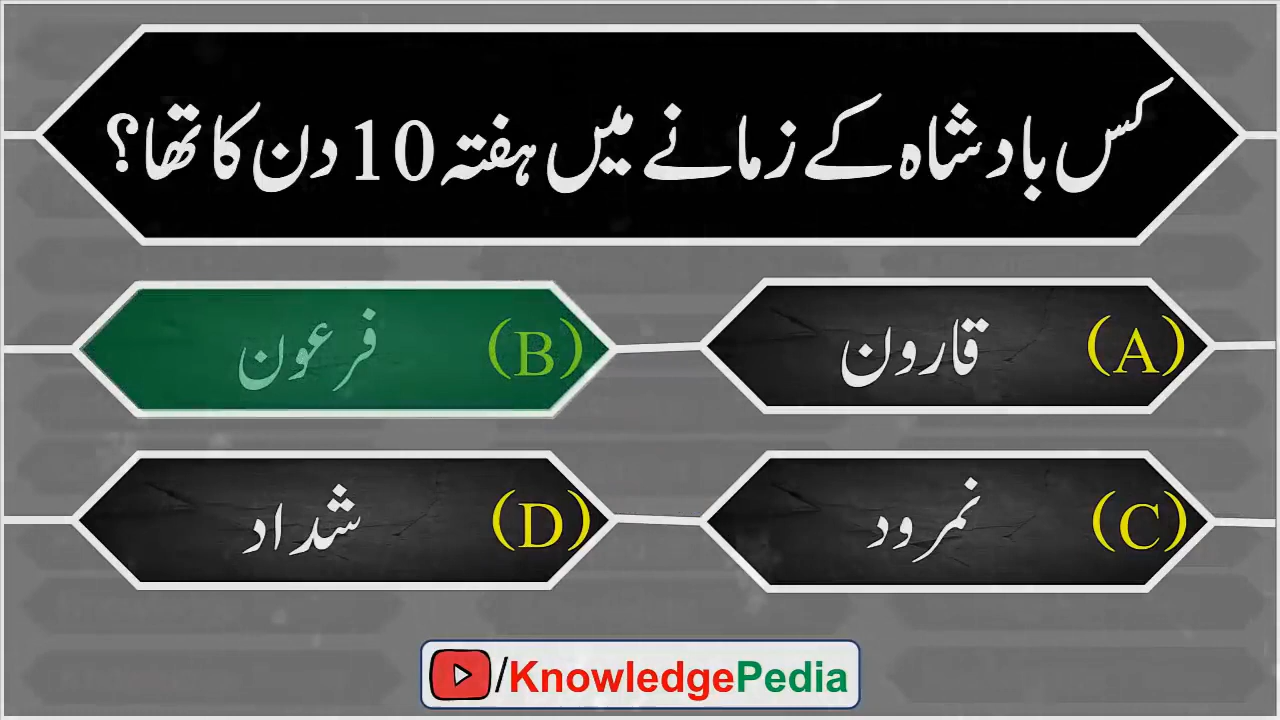 کس بادشاہ کے زمانے میں ہفتہ 10 دن کا تھا؟
(A) قارون
(B) فرعون
(C) نمرود
(D) شداد
/KnowledgePedia